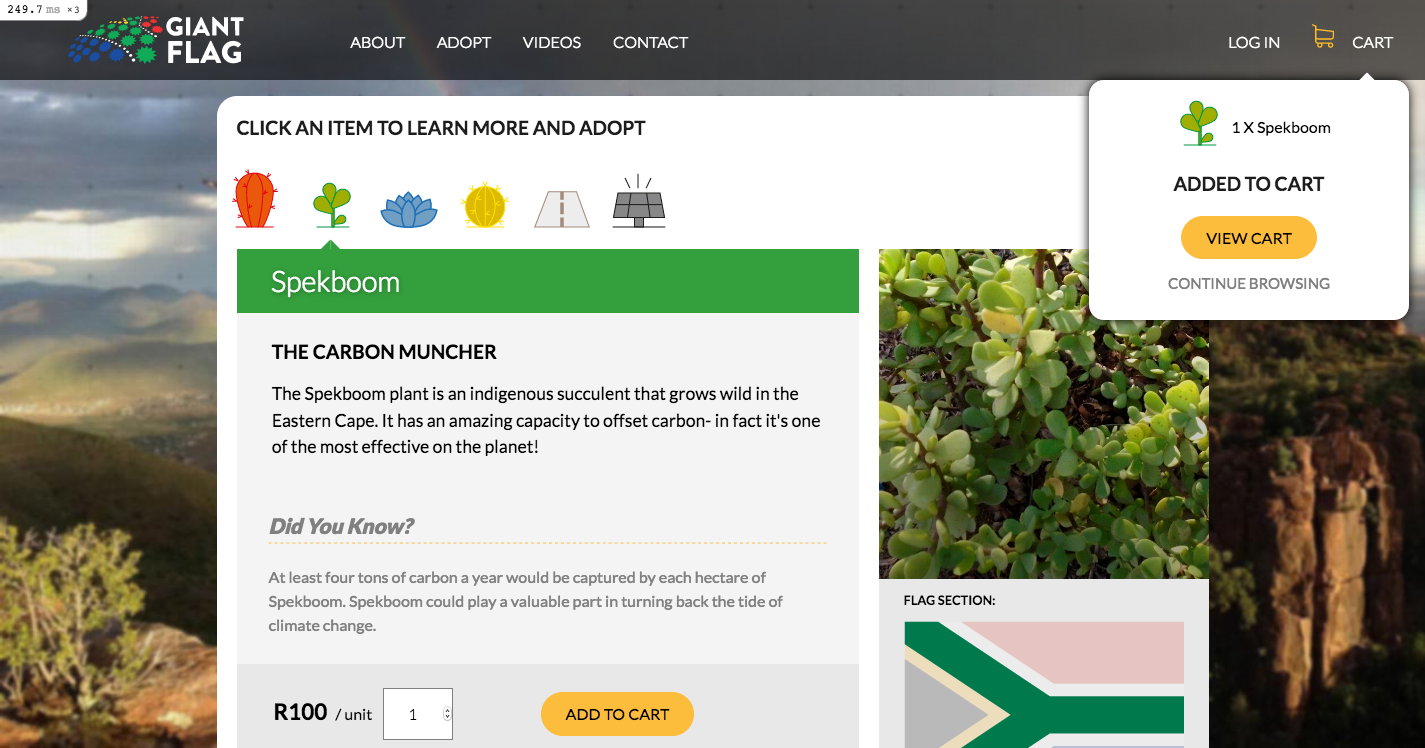 249.7 ms ×3
GIANT
FLAG
ABOUT
ADOPT
VIDEOS
CONTACT
LOG IN
CART
1 X Spekboom
ADDED TO CART
VIEW CART
CONTINUE BROWSING
CLICK AN ITEM TO LEARN MORE AND ADOPT
Spekboom
THE CARBON MUNCHER
The Spekboom plant is an indigenous succulent that grows wild in the
Eastern Cape. It has an amazing capacity to offset carbon- in fact it's one
of the most effective on the planet!
Did You Know?
At least four tons of carbon a year would be captured by each hectare of
Spekboom. Spekboom could play a valuable part in turning back the tide of
climate change.
R100 / unit
1
ADD TO CART
FLAG SECTION: